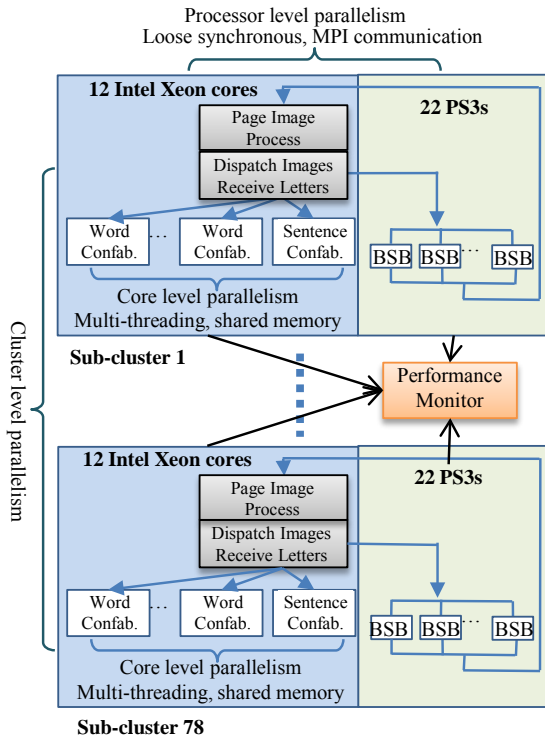 Processor level parallelism
Loose synchronous, MPI communication
12 Intel Xeon cores
22 PS3s
Page Image
Process
Dispatch Images
Receive Letters
Word
Confab.
...
Word
Confab.
Sentence
Confab.
BSB
BSB
...
BSB
Core level parallelism
Multi-threading, shared memory
Sub-cluster 1
Cluster level parallelism
Performance
Monitor
12 Intel Xeon cores
22 PS3s
Page Image
Process
Dispatch Images
Receive Letters
Word
Confab.
...
Word
Confab.
Sentence
Confab.
BSB
BSB
...
BSB
Core level parallelism
Multi-threading, shared memory
Sub-cluster 78